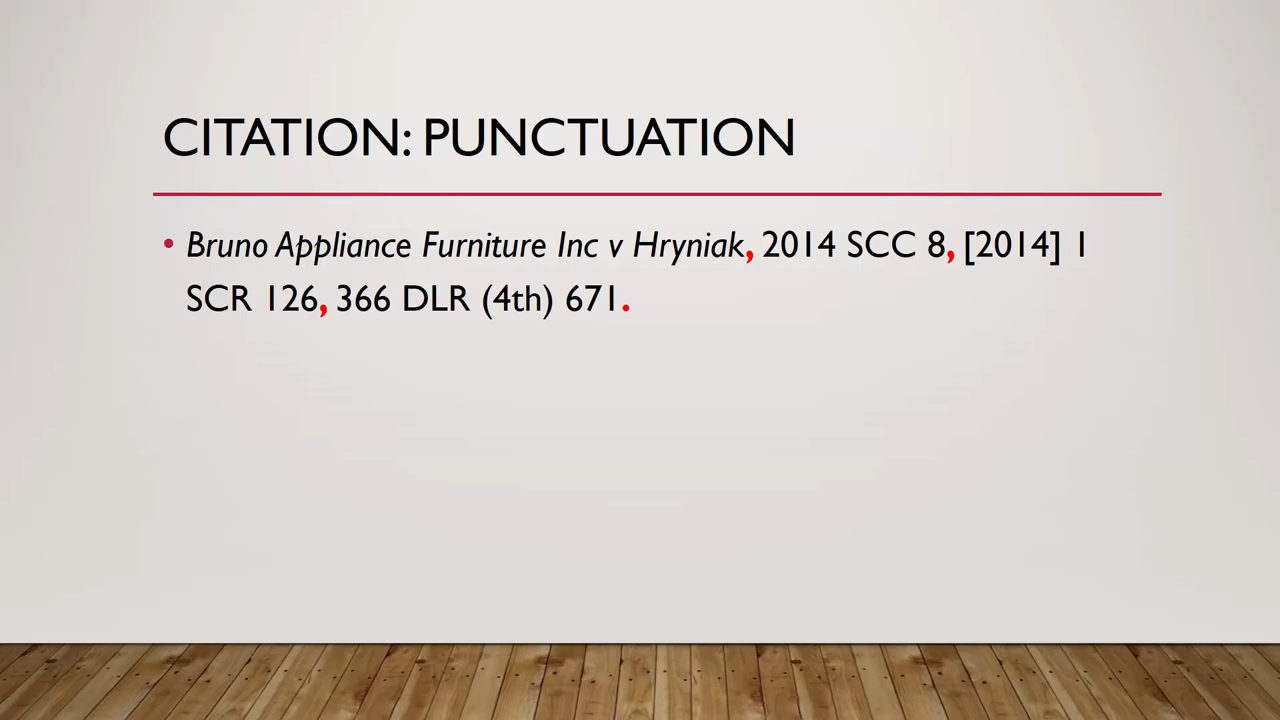 CITATION: PUNCTUATION
• Bruno Appliance Furniture Inc v Hryniak, 2014 SCC 8, [2014] 1
SCR 126, 366 DLR (4th) 671.